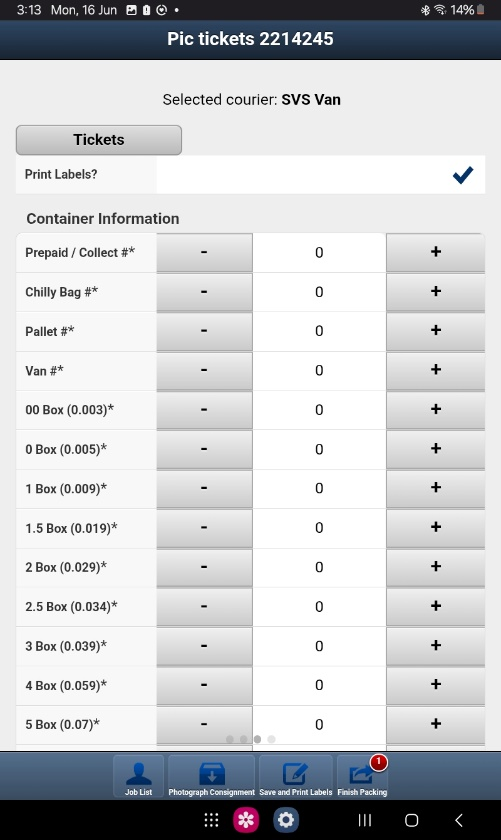 3:13 Mon, 16 Jun
14%
Pic tickets 2214245
Selected courier: SVS Van
Tickets
Print Labels?
Container Information
Prepaid / Collect #* - 0 +
Chilly Bag #* - 0 +
Pallet #* - 0 +
Van #* - 0 +
00 Box (0.003)* - 0 +
0 Box (0.005)* - 0 +
1 Box (0.009)* - 0 +
1.5 Box (0.019)* - 0 +
2 Box (0.029)* - 0 +
2.5 Box (0.034)* - 0 +
3 Box (0.039)* - 0 +
4 Box (0.059)* - 0 +
5 Box (0.07)* - 0 +
1
Job List Photograph Consignment Save and Print Labels Finish Packing